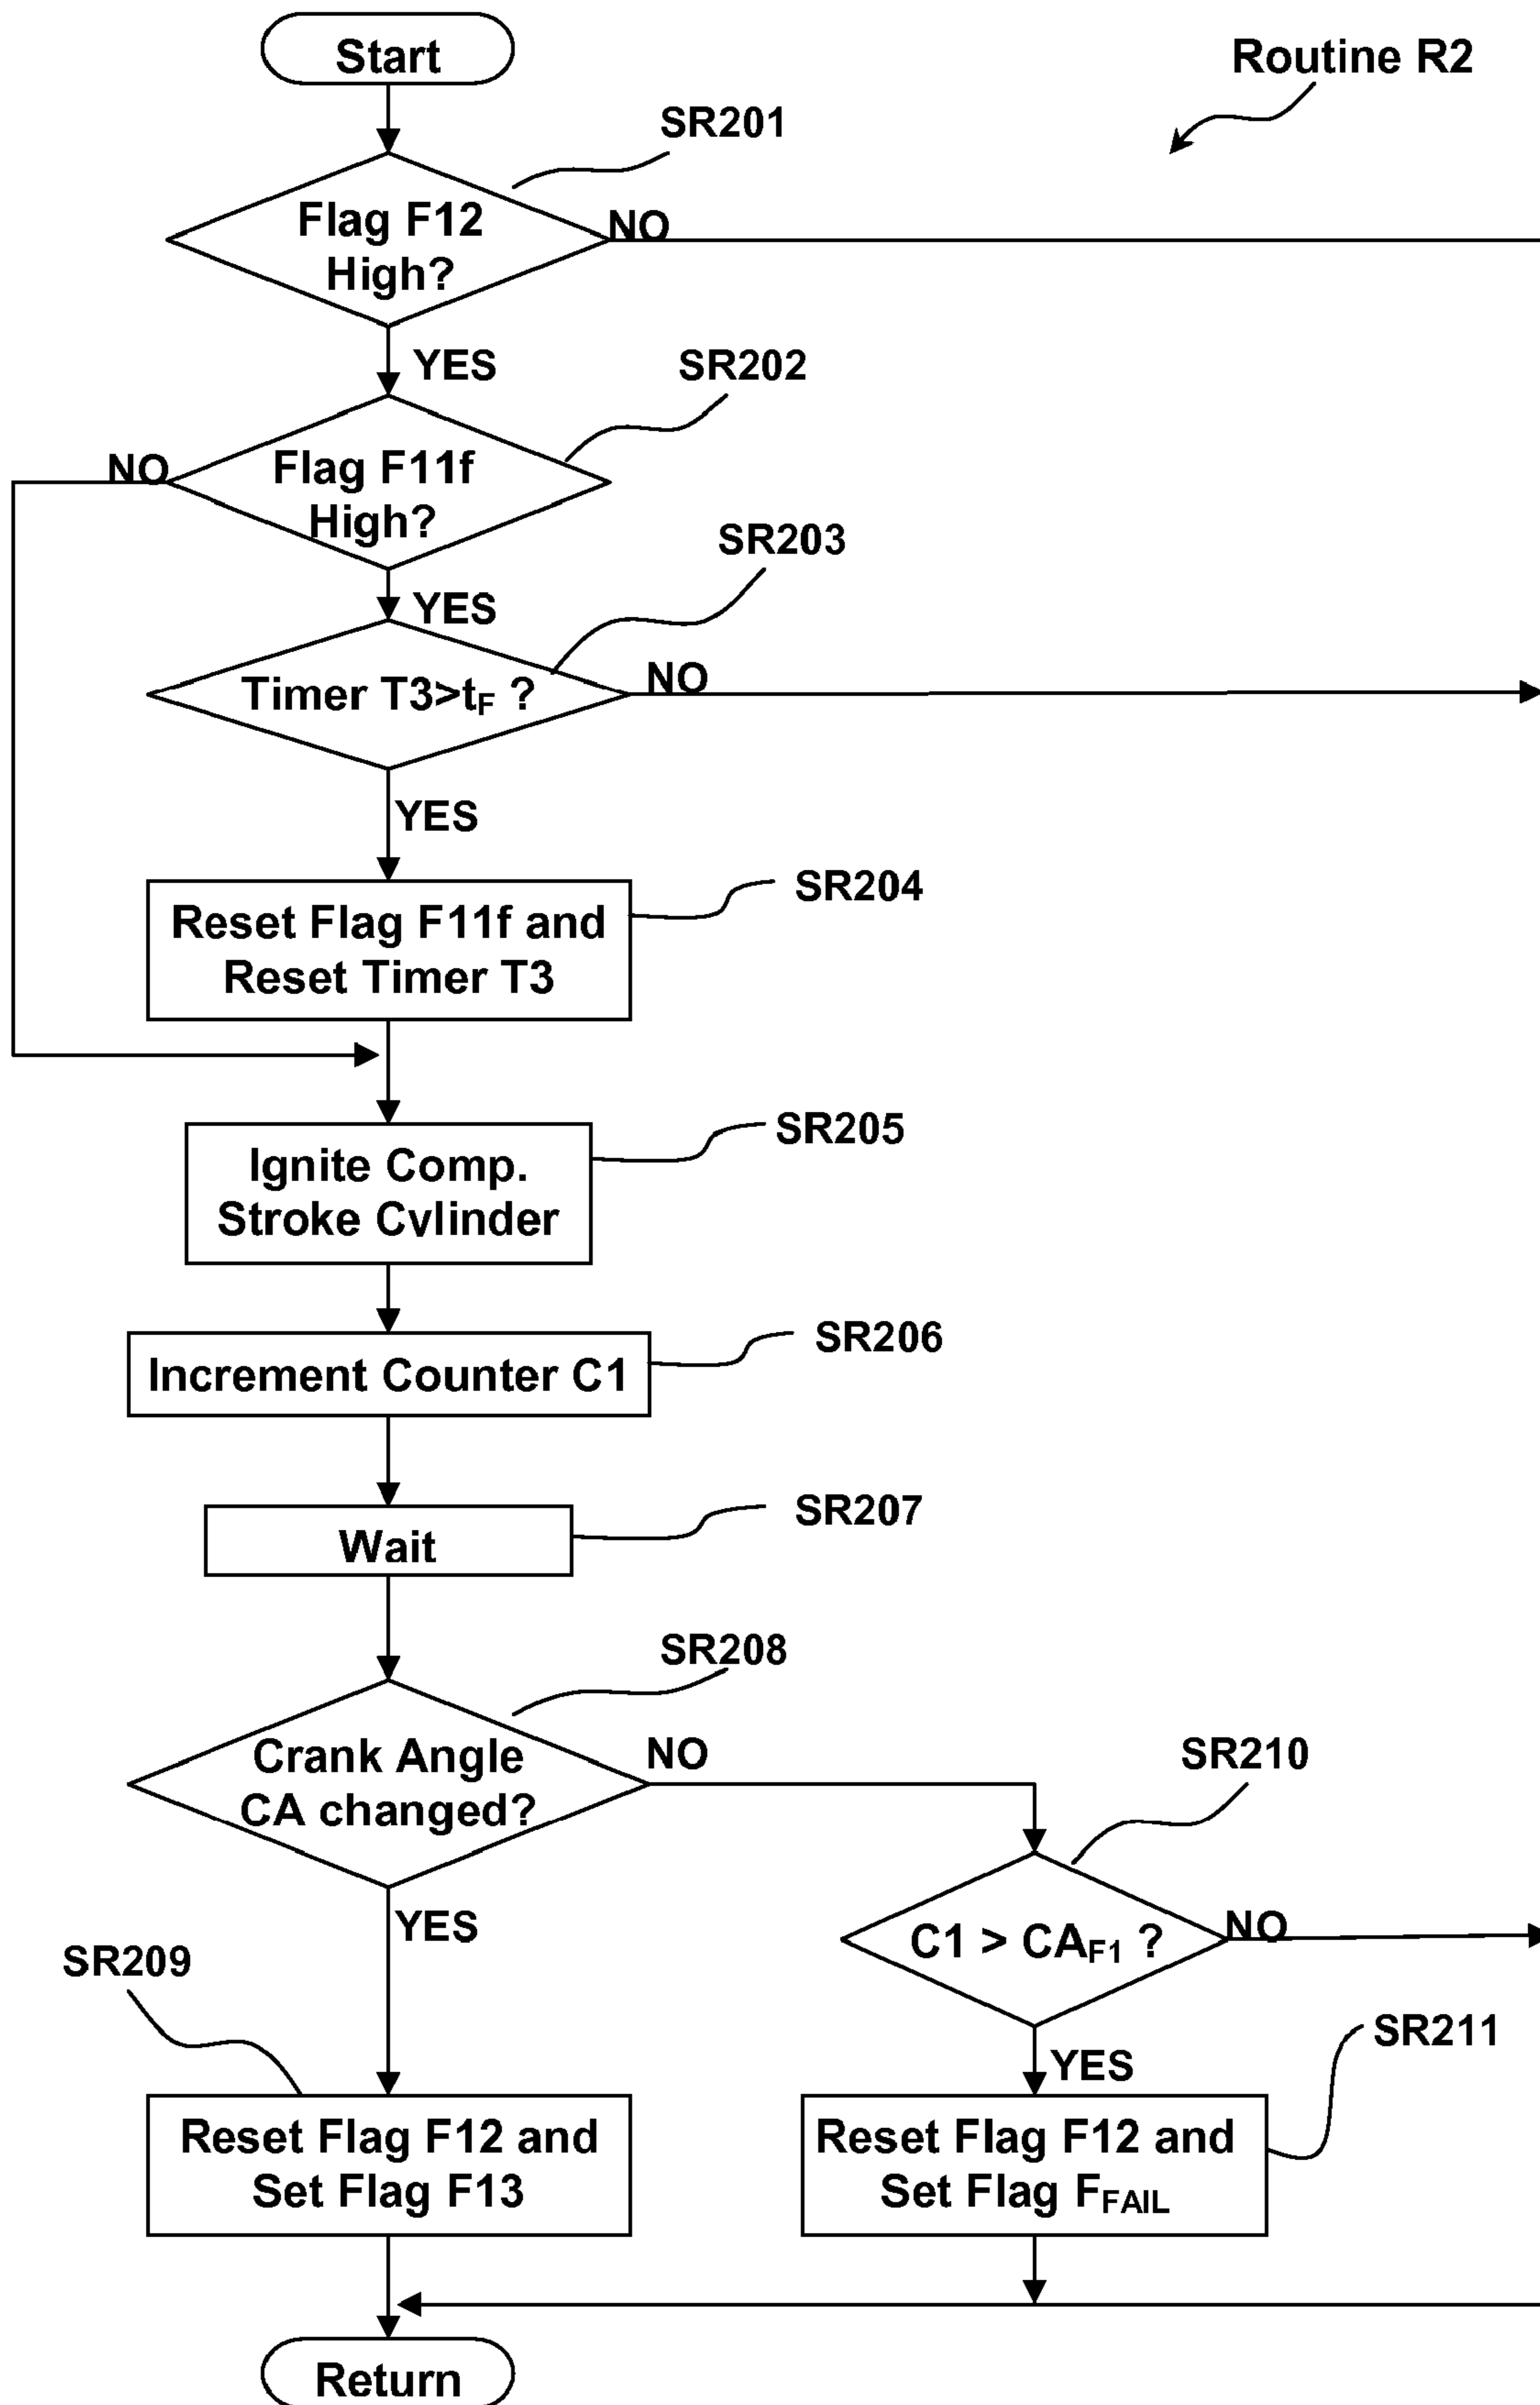 Start
Routine R2
SR201
Flag F12
High?
NO
YES
SR202
NO
Flag F11f
High?
SR203
YES
Timer T3>tF ?
NO
YES
SR204
Reset Flag F11f and
Reset Timer T3
SR205
Ignite Comp.
Stroke Cvlinder
SR206
Increment Counter C1
SR207
Wait
SR208
Crank Angle
CA changed?
NO
SR210
YES
C1 > CAF1 ?
NO
SR209
SR211
YES
Reset Flag F12 and
Set Flag F13
Reset Flag F12 and
Set Flag FFAIL
Return